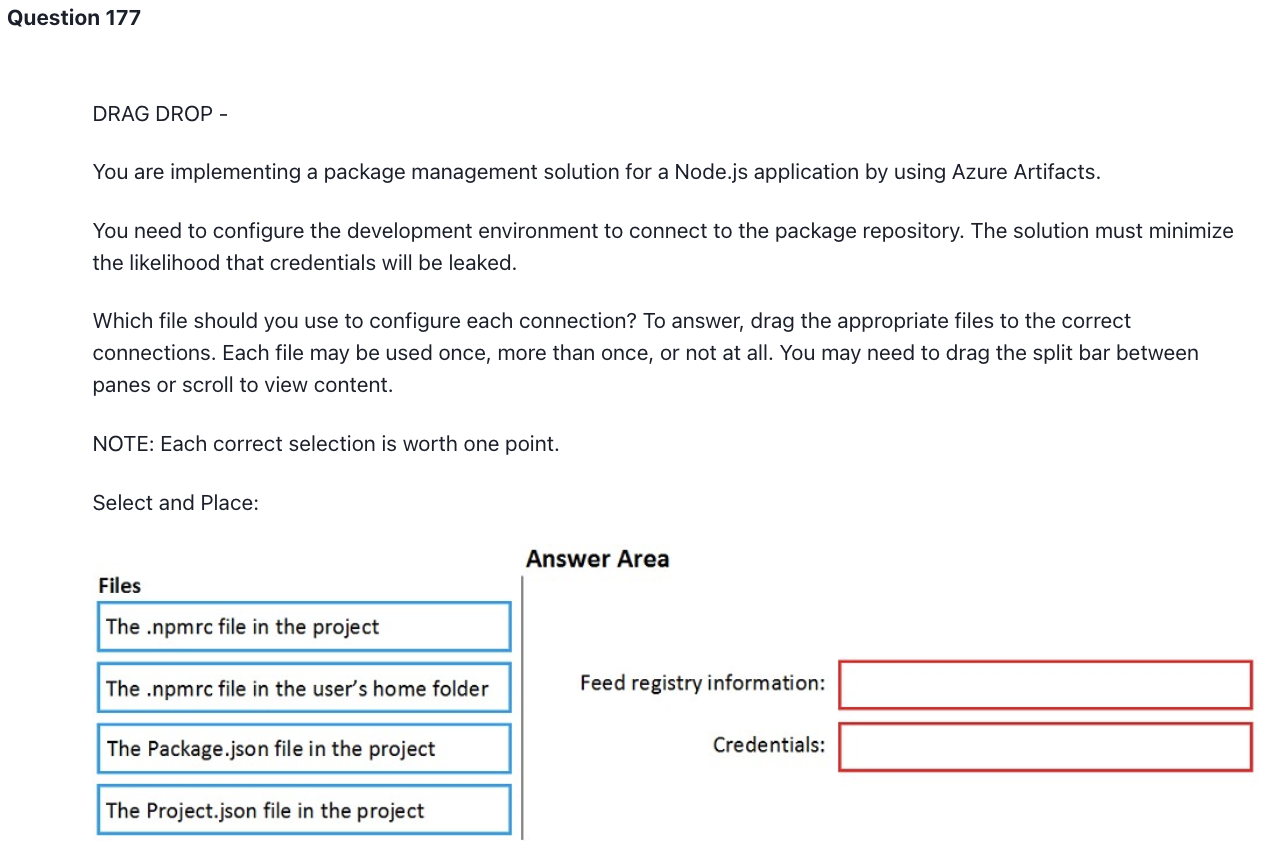 Question 177
DRAG DROP -
You are implementing a package management solution for a Node.js application by using Azure Artifacts.
You need to configure the development environment to connect to the package repository. The solution must minimize
the likelihood that credentials will be leaked.
Which file should you use to configure each connection? To answer, drag the appropriate files to the correct
connections. Each file may be used once, more than once, or not at all. You may need to drag the split bar between
panes or scroll to view content.
NOTE: Each correct selection is worth one point.
Select and Place:
Answer Area
Files
The .npmrc file in the project
The .npmrc file in the user's home folder
The Package.json file in the project
The Project.json file in the project
Feed registry information:
Credentials: